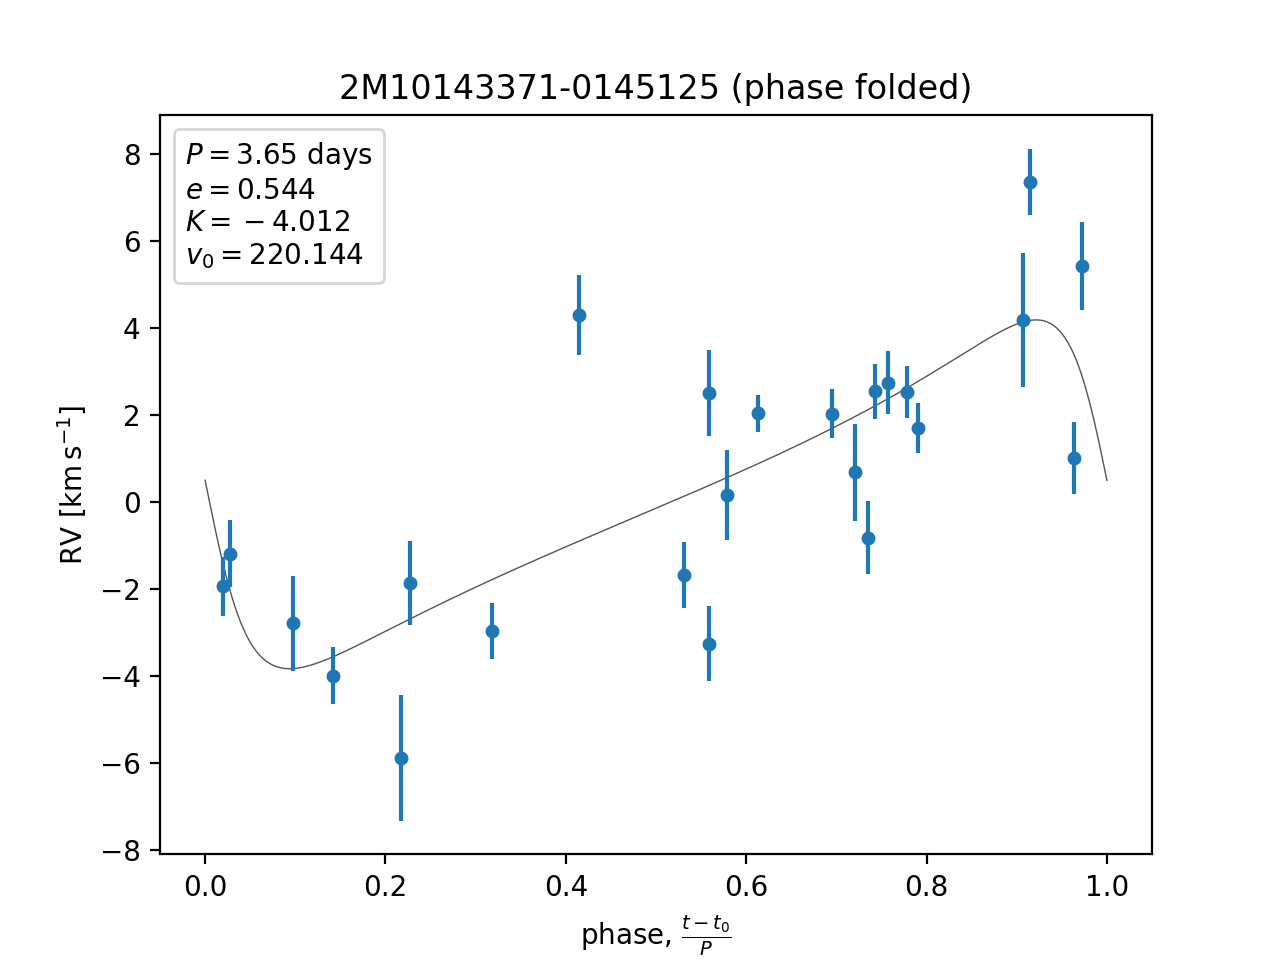 2M10143371-0145125 (phase folded)
P = 3.65 days
e = 0.544
K = −4.012
v₀ = 220.144
8
6
4
2
0
−2
−4
−6
−8
RV [km s⁻¹]
0.0 0.2 0.4 0.6 0.8 1.0
phase, (t − t₀)/P